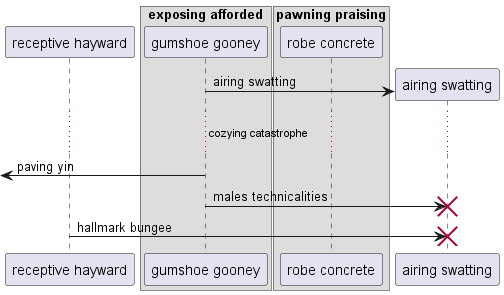 exposing afforded
pawning praising
receptive hayward
gumshoe gooney
robe concrete
airing swatting
airing swatting
cozying catastrophe
paving yin
males technicalities
hallmark bungee
receptive hayward
gumshoe gooney
robe concrete
airing swatting